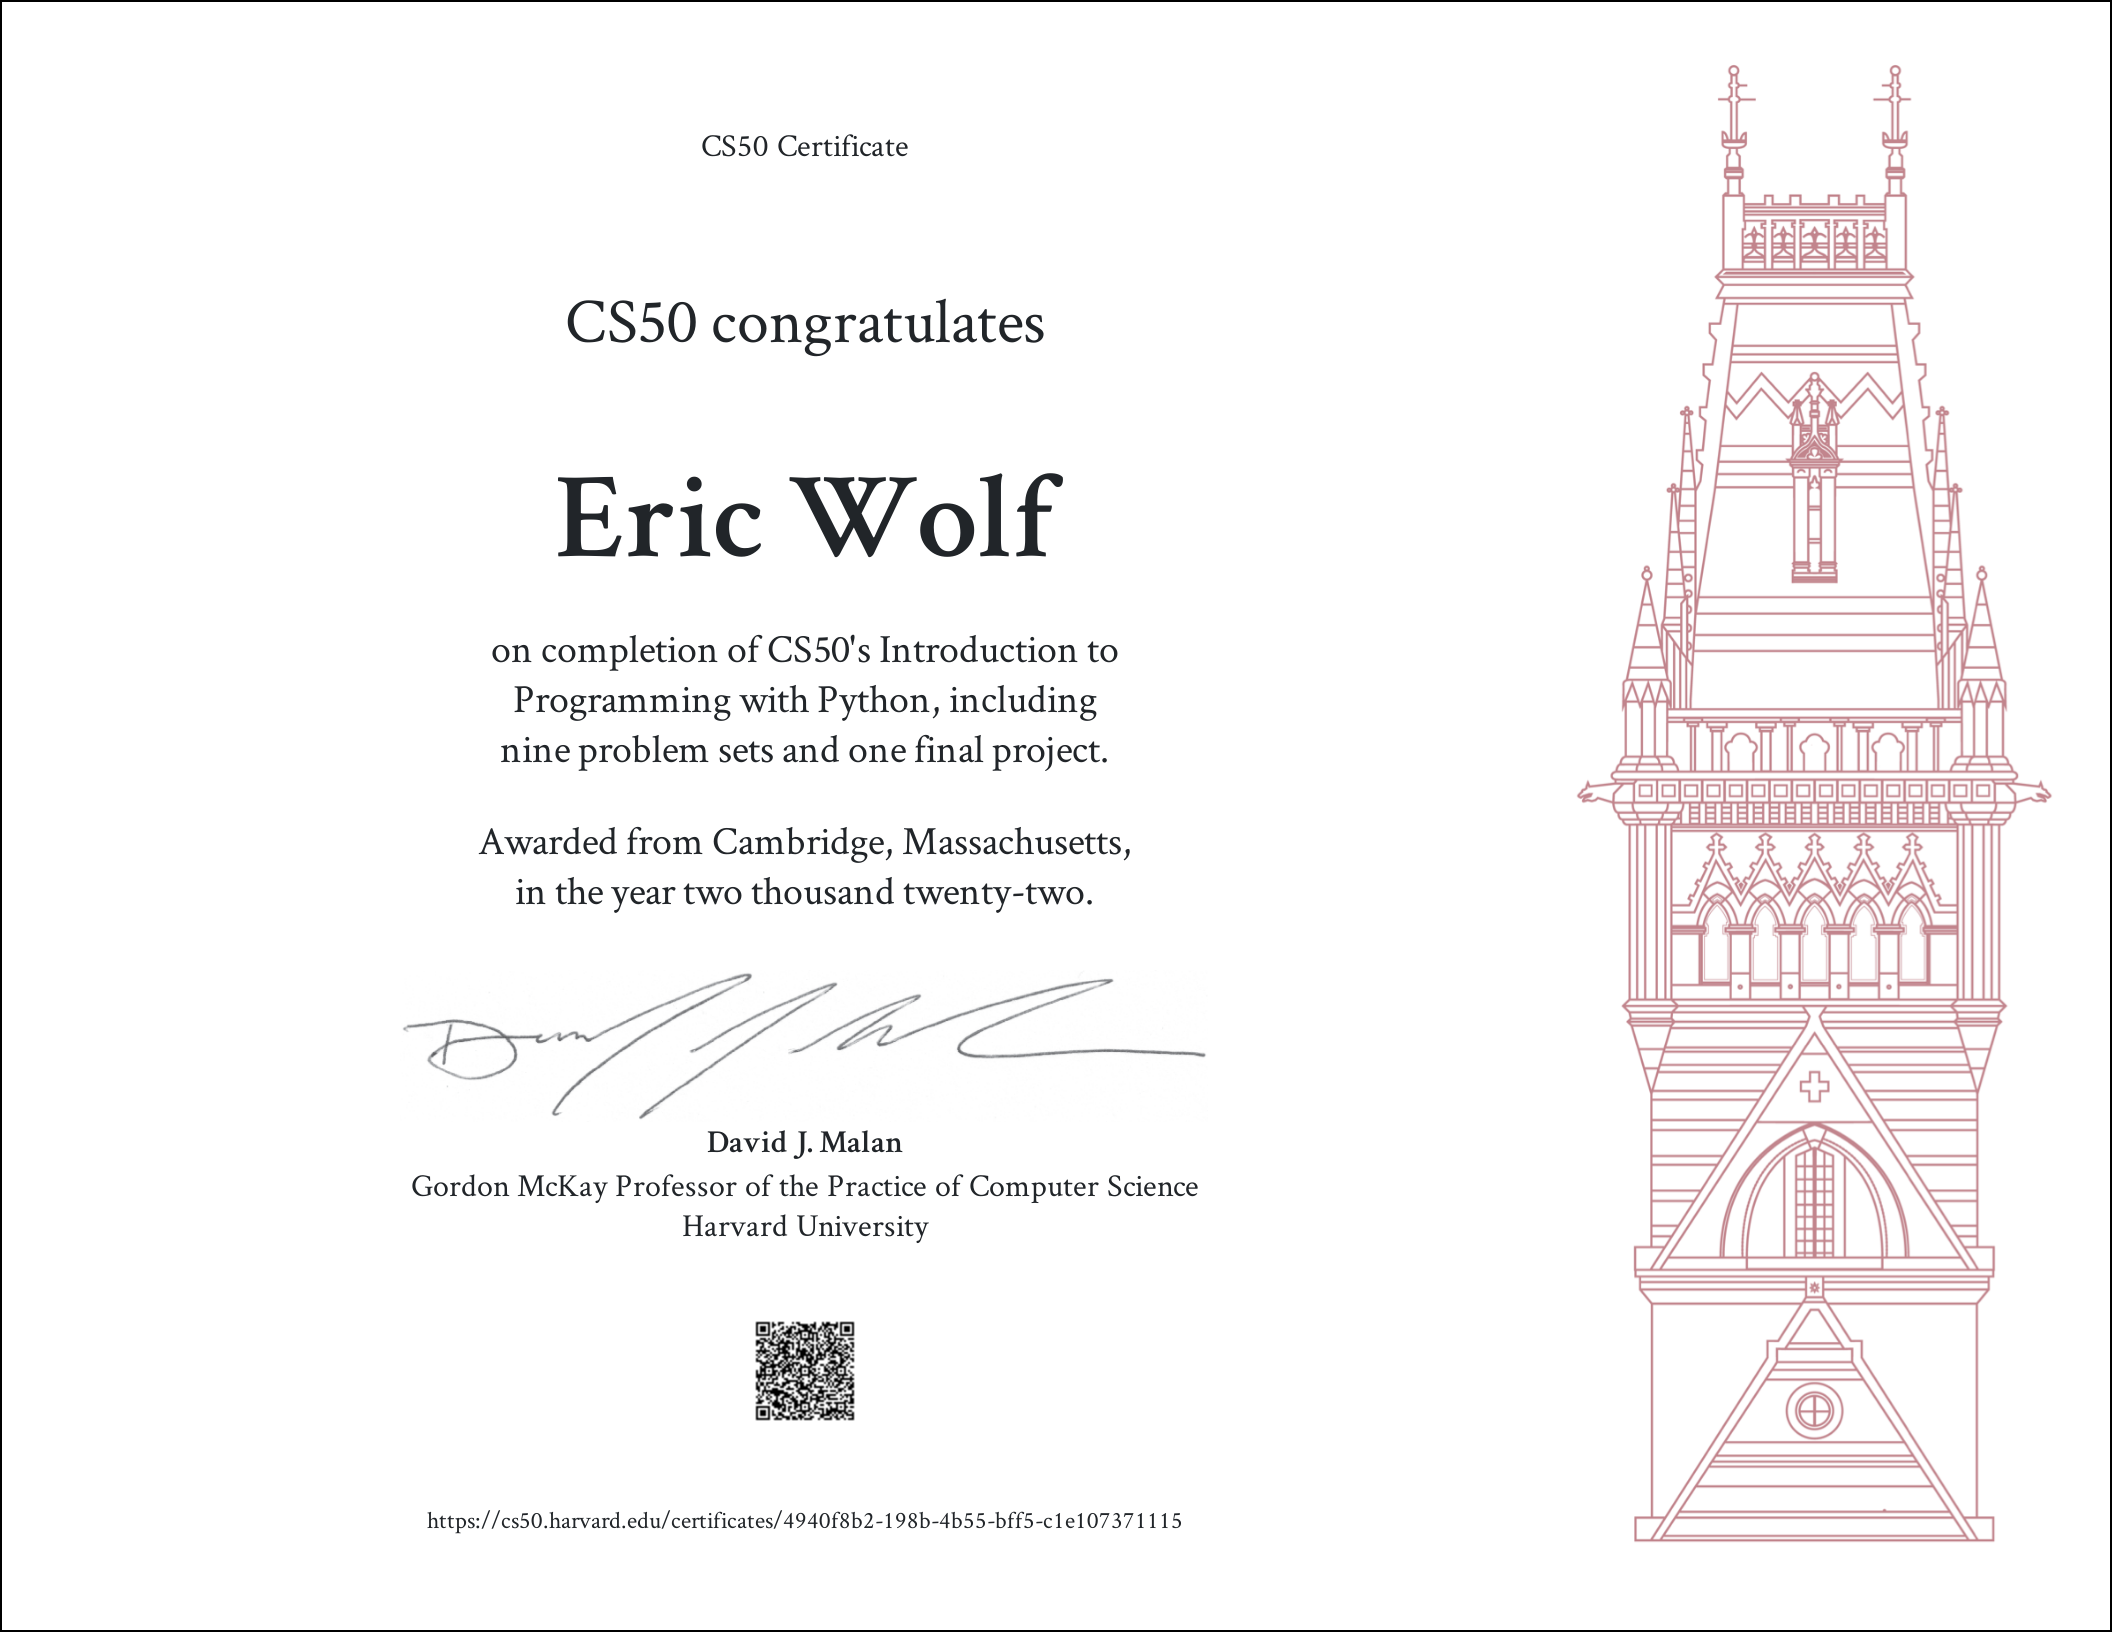 CS50 Certificate
CS50 congratulates
Eric Wolf
on completion of CS50's Introduction to
Programming with Python, including
nine problem sets and one final project.
Awarded from Cambridge, Massachusetts,
in the year two thousand twenty-two.
David J. Malan
Gordon McKay Professor of the Practice of Computer Science
Harvard University
https://cs50.harvard.edu/certificates/4940f8b2-198b-4b55-bff5-c1e107371115